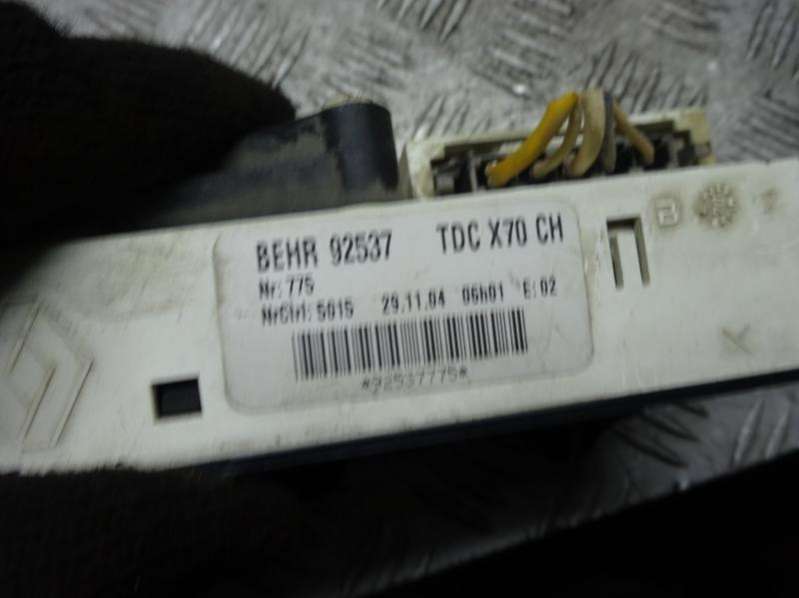 BEHR 92537 TDC X70 CH
Nr: 775
NrCtrl: 5015 29.11.04 06h01 E: 02
*92537775*